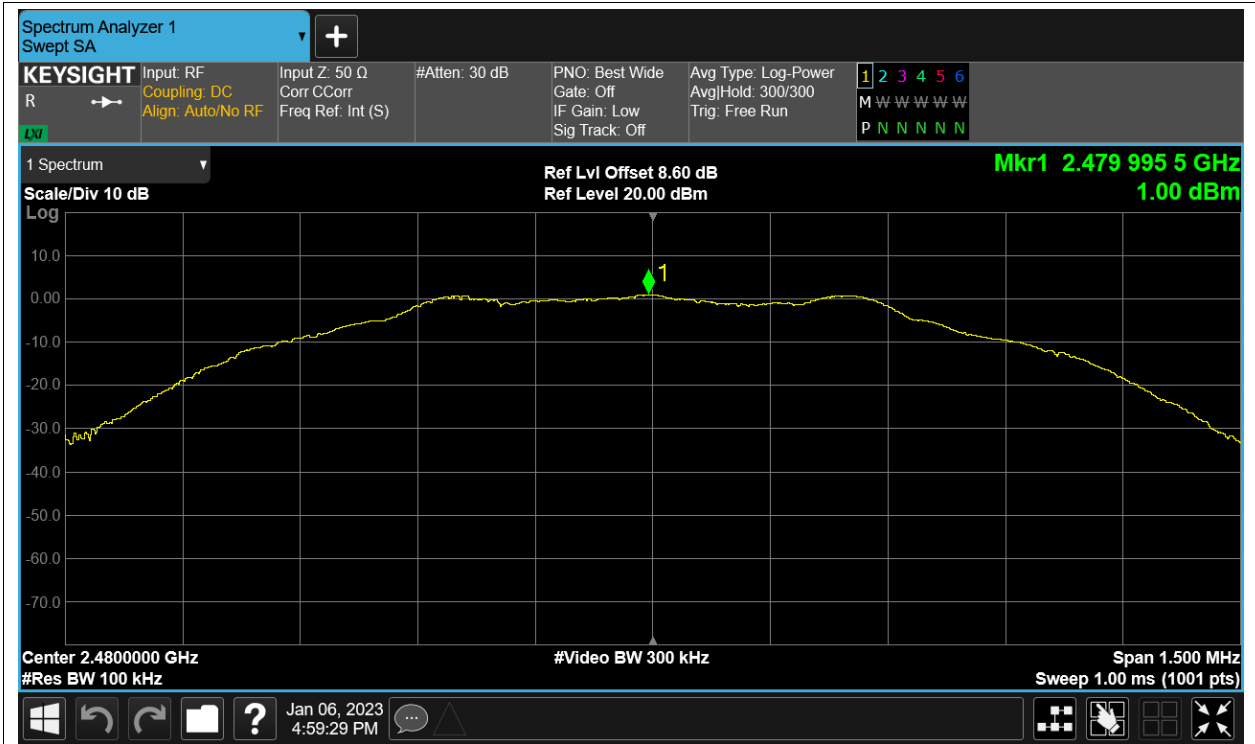 Spectrum Analyzer 1
Swept SA
KEYSIGHT
R
LXI
Input: RF
Coupling: DC
Align: Auto/No RF
Input Z: 50 Ω
Corr CCorr
Freq Ref: Int (S)
#Atten: 30 dB
PNO: Best Wide
Gate: Off
IF Gain: Low
Sig Track: Off
Avg Type: Log-Power
Avg|Hold: 300/300
Trig: Free Run
1 2 3 4 5 6
M W W W W W
P N N N N N
1 Spectrum
Scale/Div 10 dB
Log
Ref Lvl Offset 8.60 dB
Ref Level 20.00 dBm
Mkr1 2.479 995 5 GHz
1.00 dBm
10.0
0.00
-10.0
-20.0
-30.0
-40.0
-50.0
-60.0
-70.0
1
Center 2.4800000 GHz
#Res BW 100 kHz
#Video BW 300 kHz
Span 1.500 MHz
Sweep 1.00 ms (1001 pts)
?
Jan 06, 2023
4:59:29 PM